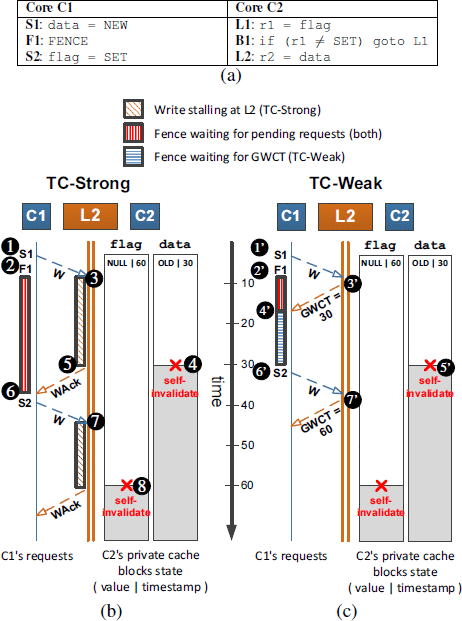 Core C1 Core C2
S1: data = NEW L1: r1 = flag
F1: FENCE B1: if (r1 ≠ SET) goto L1
S2: flag = SET L2: r2 = data
(a)
Write stalling at L2 (TC-Strong)
Fence waiting for pending requests (both)
Fence waiting for GWCT (TC-Weak)
TC-Strong
C1 L2 C2
flag data
NULL | 60 OLD | 30
1 S1
2 F1
W
3
4
self-invalidate
5
WAck
6
S2
W
7
8
self-invalidate
WAck
C1's requests
C2's private cache
blocks state
( value | timestamp )
(b)
10
20
30
40
50
60
time
TC-Weak
C1 L2 C2
flag data
NULL | 60 OLD | 30
1' S1
2' F1
W
3'
GWCT =
30
4'
5'
self-invalidate
6' S2
W
7'
GWCT =
60
self-invalidate
C1's requests
C2's private cache
blocks state
( value | timestamp )
(c)